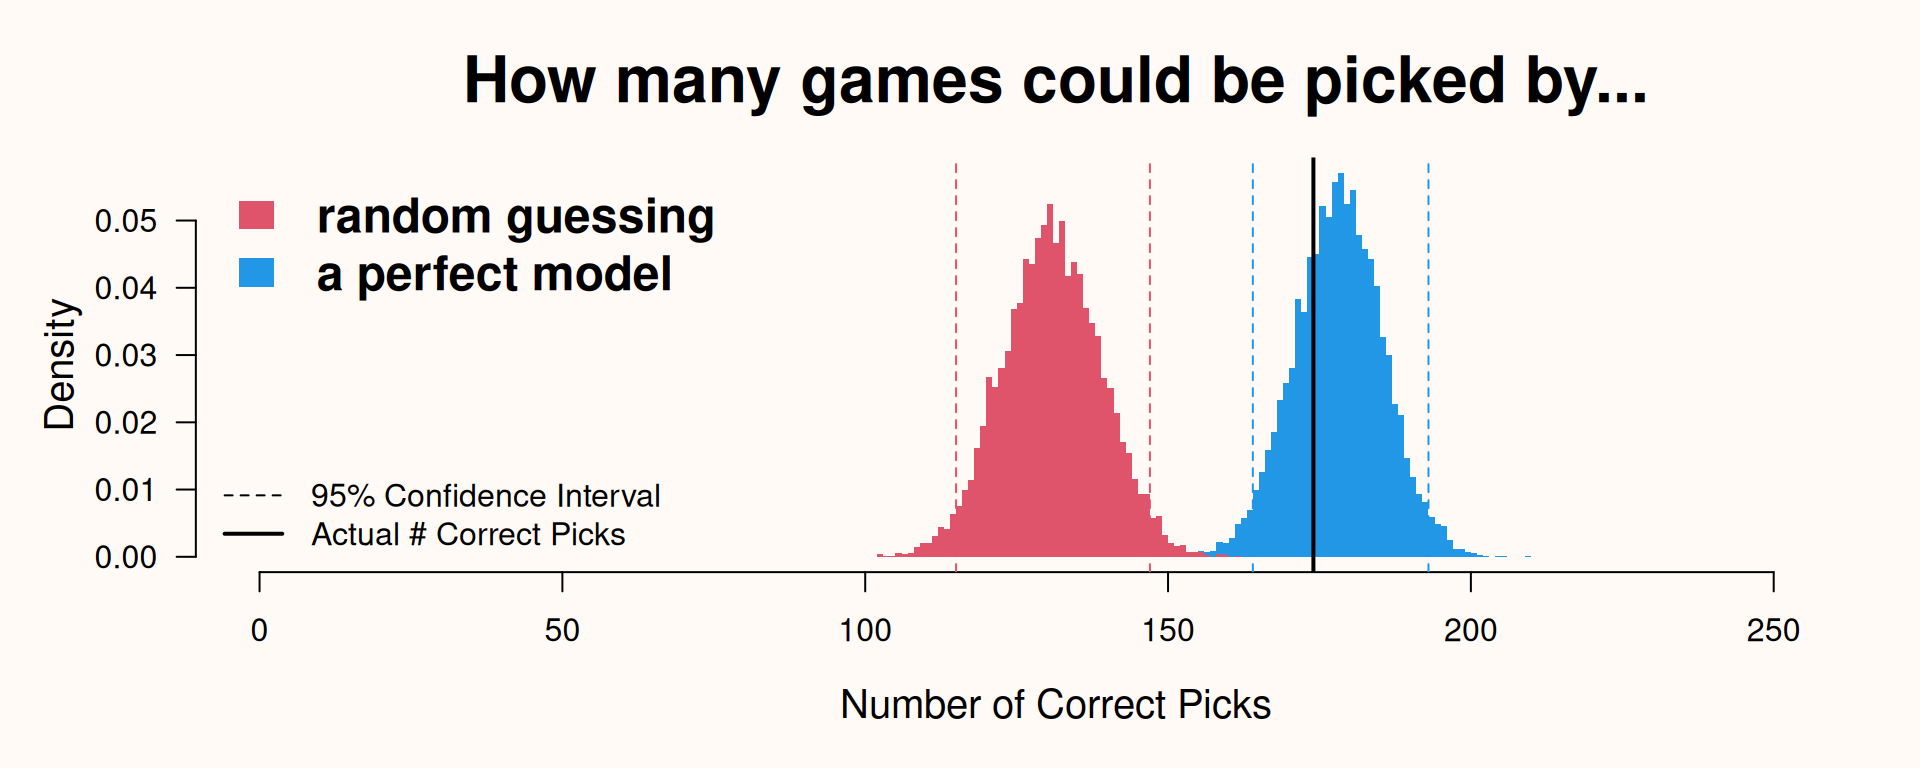 How many games could be picked by...
random guessing
a perfect model
95% Confidence Interval
Actual # Correct Picks
Density
0.05
0.04
0.03
0.02
0.01
0.00
0 50 100 150 200 250
Number of Correct Picks